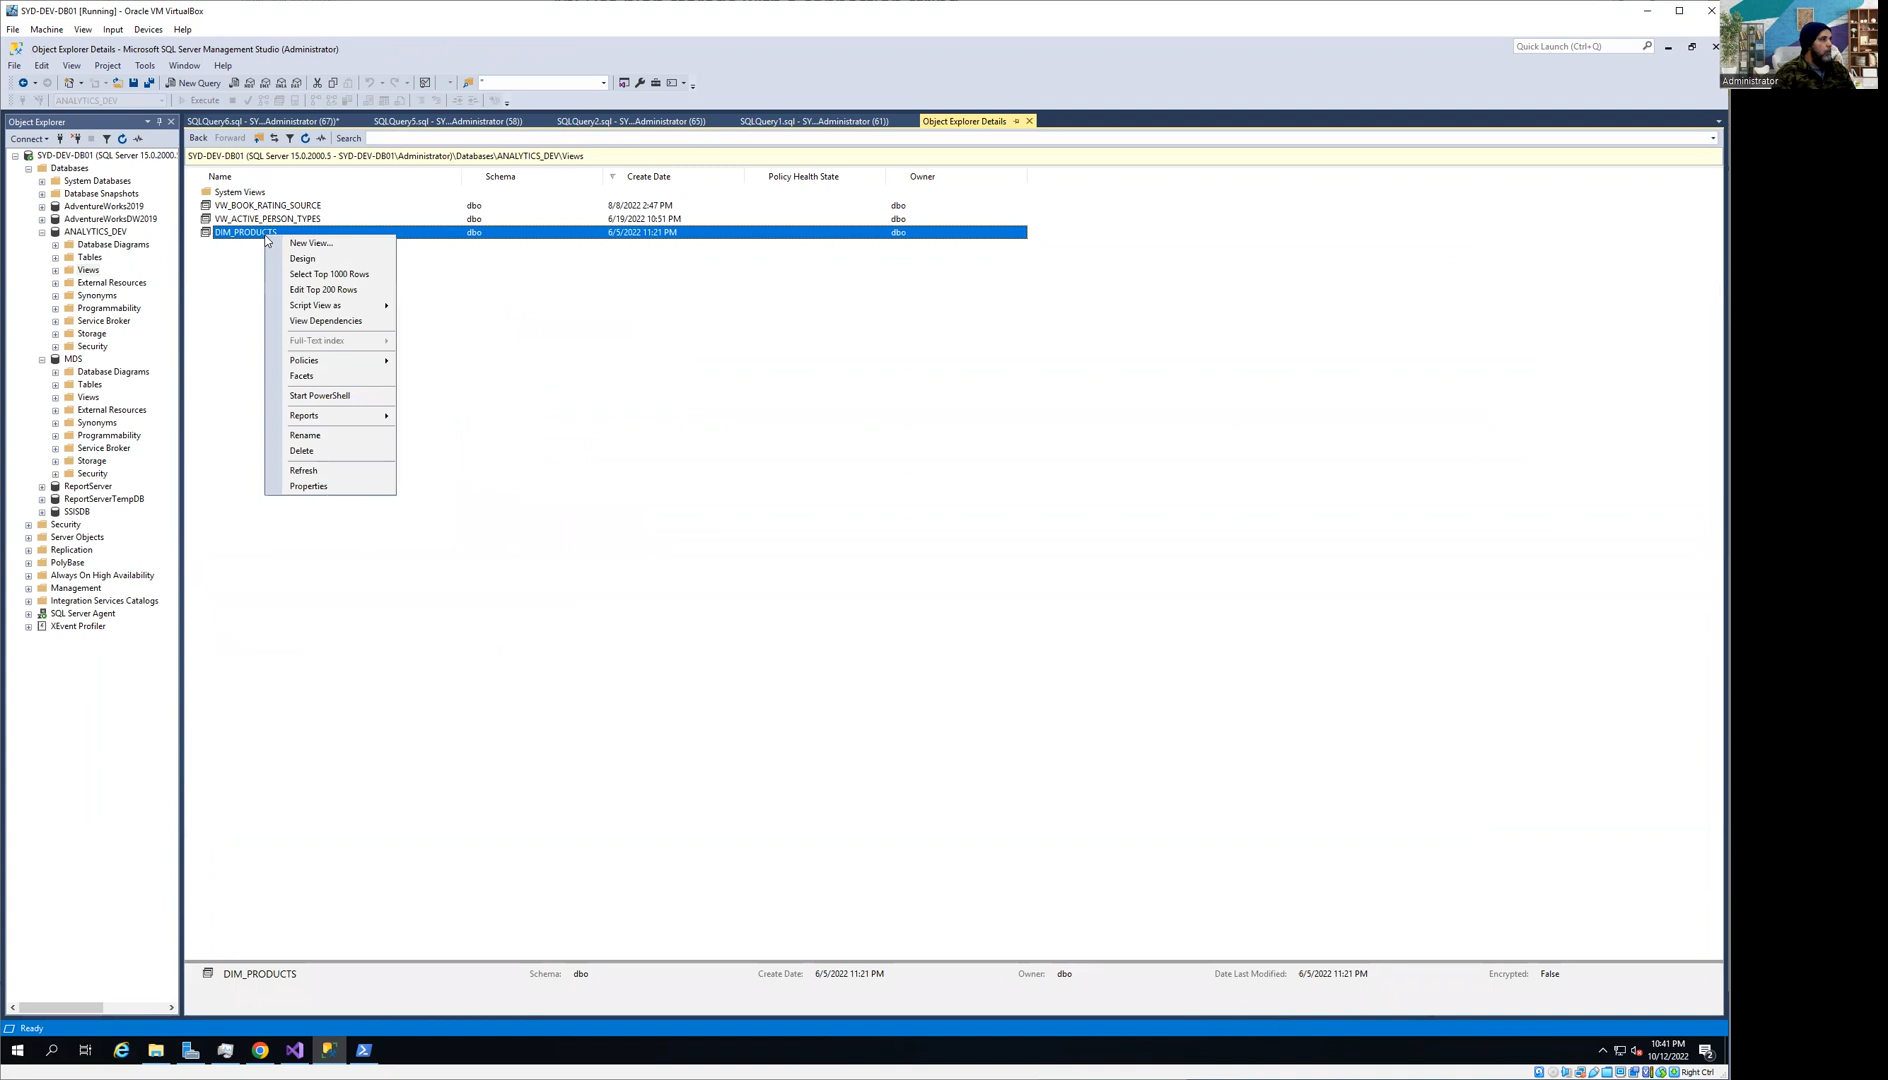 SYD-DEV-DB01 [Running] - Oracle VM VirtualBox
File Machine View Input Devices Help
Object Explorer Details - Microsoft SQL Server Management Studio (Administrator)
Quick Launch (Ctrl+Q)
File Edit View Project Tools Window Help
Administrator
New Query
ANALYTICS_DEV
Execute
Object Explorer
SQLQuery6.sql - SY...Administrator (67))*
SQLQuery5.sql - SY...Administrator (58))
SQLQuery2.sql - SY...Administrator (65))
SQLQuery1.sql - SY...Administrator (61))
Object Explorer Details
Connect
Back Forward Search
SYD-DEV-DB01 (SQL Server 15.0.2000.5 - SYD-DEV-DB01\Administrator)\Databases\ANALYTICS_DEV\Views
SYD-DEV-DB01 (SQL Server 15.0.2000.
Databases
System Databases
Database Snapshots
AdventureWorks2019
AdventureWorksDW2019
ANALYTICS_DEV
Database Diagrams
Tables
Views
External Resources
Synonyms
Programmability
Service Broker
Storage
Security
MDS
Database Diagrams
Tables
Views
External Resources
Synonyms
Programmability
Service Broker
Storage
Security
ReportServer
ReportServerTempDB
SSISDB
Security
Server Objects
Replication
PolyBase
Always On High Availability
Management
Integration Services Catalogs
SQL Server Agent
XEvent Profiler
Name Schema Create Date Policy Health State Owner
System Views
VW_BOOK_RATING_SOURCE dbo 8/8/2022 2:47 PM dbo
VW_ACTIVE_PERSON_TYPES dbo 6/19/2022 10:51 PM dbo
DIM_PRODUCTS dbo 6/5/2022 11:21 PM dbo
New View...
Design
Select Top 1000 Rows
Edit Top 200 Rows
Script View as
View Dependencies
Full-Text index
Policies
Facets
Start PowerShell
Reports
Rename
Delete
Refresh
Properties
DIM_PRODUCTS Schema: dbo Create Date: 6/5/2022 11:21 PM Owner: dbo Date Last Modified: 6/5/2022 11:21 PM Encrypted: False
Ready
10:41 PM
10/12/2022
2
Right Ctrl